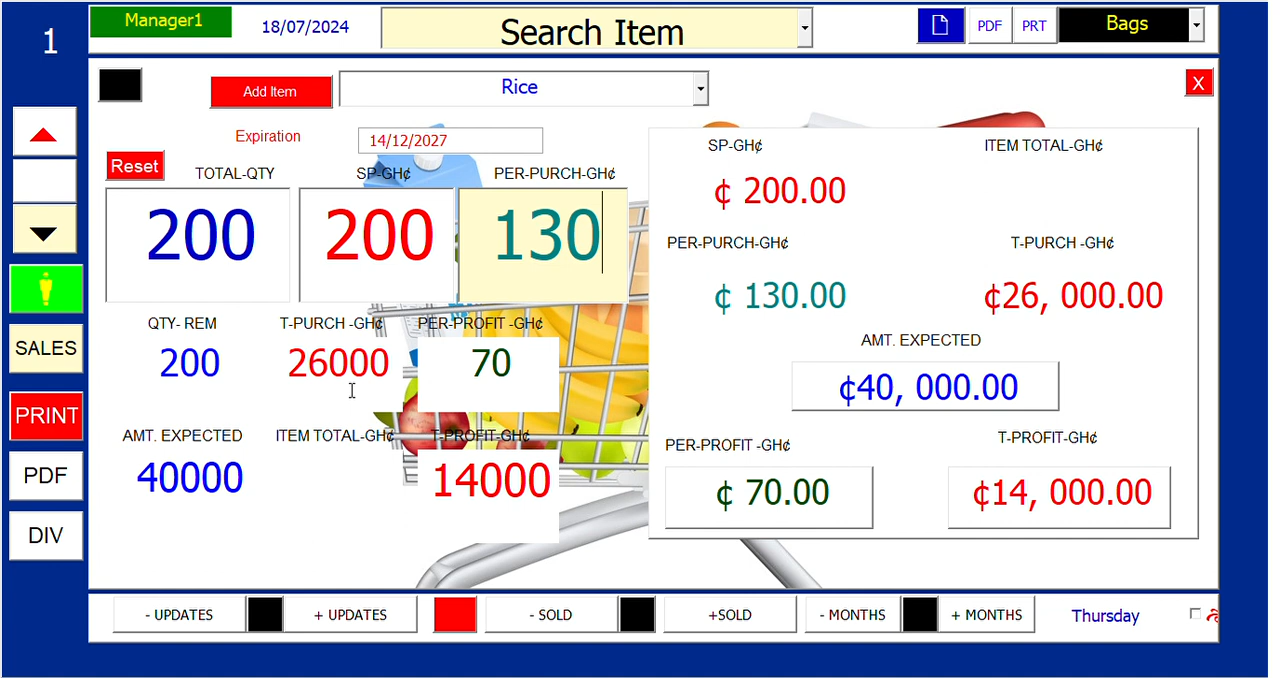 1
Manager1
18/07/2024
Search Item
PDF
PRT
Bags
Add Item
Rice
X
Expiration
14/12/2027
Reset
TOTAL-QTY
SP-GH¢
PER-PURCH-GH¢
200
200
130
QTY- REM
T-PURCH -GH¢
PER-PROFIT -GH¢
200
26000
70
AMT. EXPECTED
ITEM TOTAL-GH¢
T-PROFIT-GH¢
40000
14000
SP-GH¢
ITEM TOTAL-GH¢
¢ 200.00
PER-PURCH-GH¢
T-PURCH -GH¢
¢ 130.00
¢26, 000.00
AMT. EXPECTED
¢40, 000.00
PER-PROFIT -GH¢
T-PROFIT-GH¢
¢ 70.00
¢14, 000.00
SALES
PRINT
PDF
DIV
- UPDATES
+ UPDATES
- SOLD
+SOLD
- MONTHS
+ MONTHS
Thursday